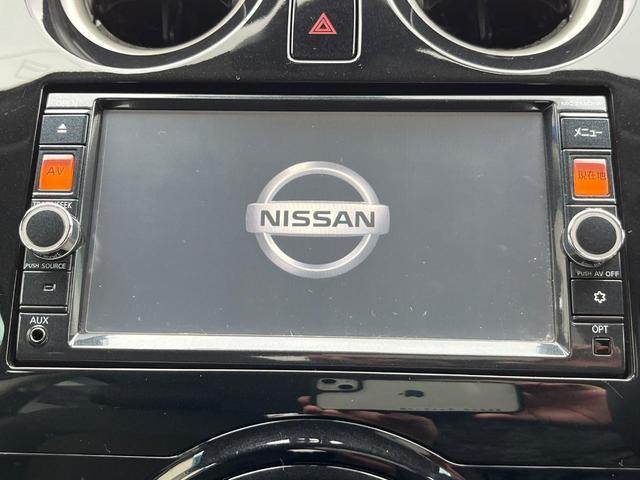 メニュー
AV
現在地
NISSAN
PUSH SOURCE
PUSH AV OFF
AUX
OPT